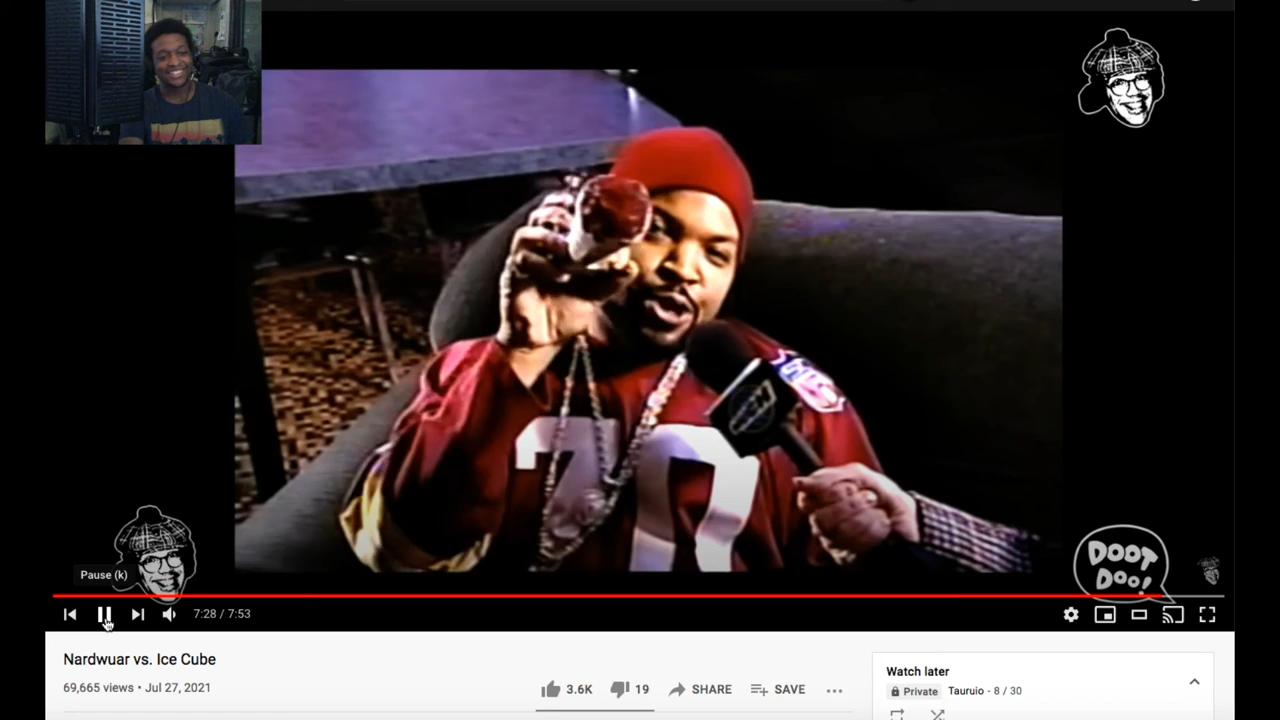 70
DOOT
DOO!
Pause (k)
7:28 / 7:53
Nardwuar vs. Ice Cube
69,665 views • Jul 27, 2021
3.6K
19
SHARE
SAVE
Watch later
Private
Tauruio - 8 / 30